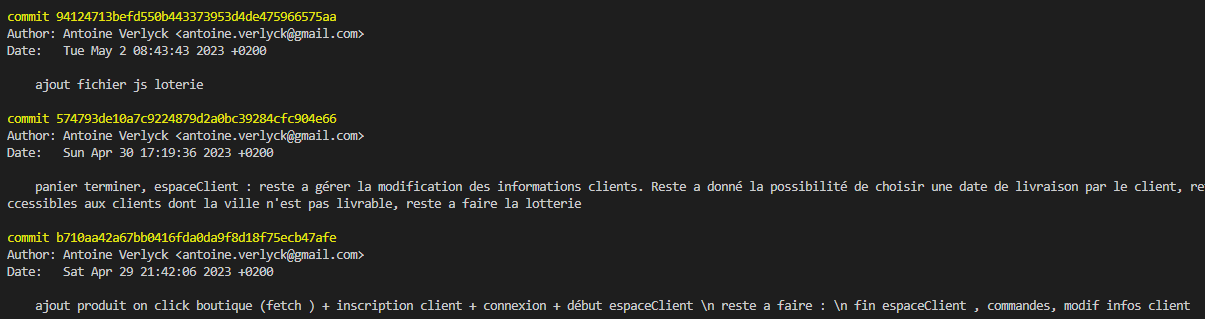 commit 94124713befd550b443373953d4de475966575aa
Author: Antoine Verlyck <antoine.verlyck@gmail.com>
Date:   Tue May 2 08:43:43 2023 +0200
ajout fichier js loterie
commit 574793de10a7c9224879d2a0bc39284cfc904e66
Author: Antoine Verlyck <antoine.verlyck@gmail.com>
Date:   Sun Apr 30 17:19:36 2023 +0200
panier terminer, espaceClient : reste a gérer la modification des informations clients. Reste a donné la possibilité de choisir une date de livraison par le client, re
ccessibles aux clients dont la ville n'est pas livrable, reste a faire la lotterie
commit b710aa42a67bb0416fda0da9f8d18f75ecb47afe
Author: Antoine Verlyck <antoine.verlyck@gmail.com>
Date:   Sat Apr 29 21:42:06 2023 +0200
ajout produit on click boutique (fetch ) + inscription client + connexion + début espaceClient \n reste a faire : \n fin espaceClient , commandes, modif infos client